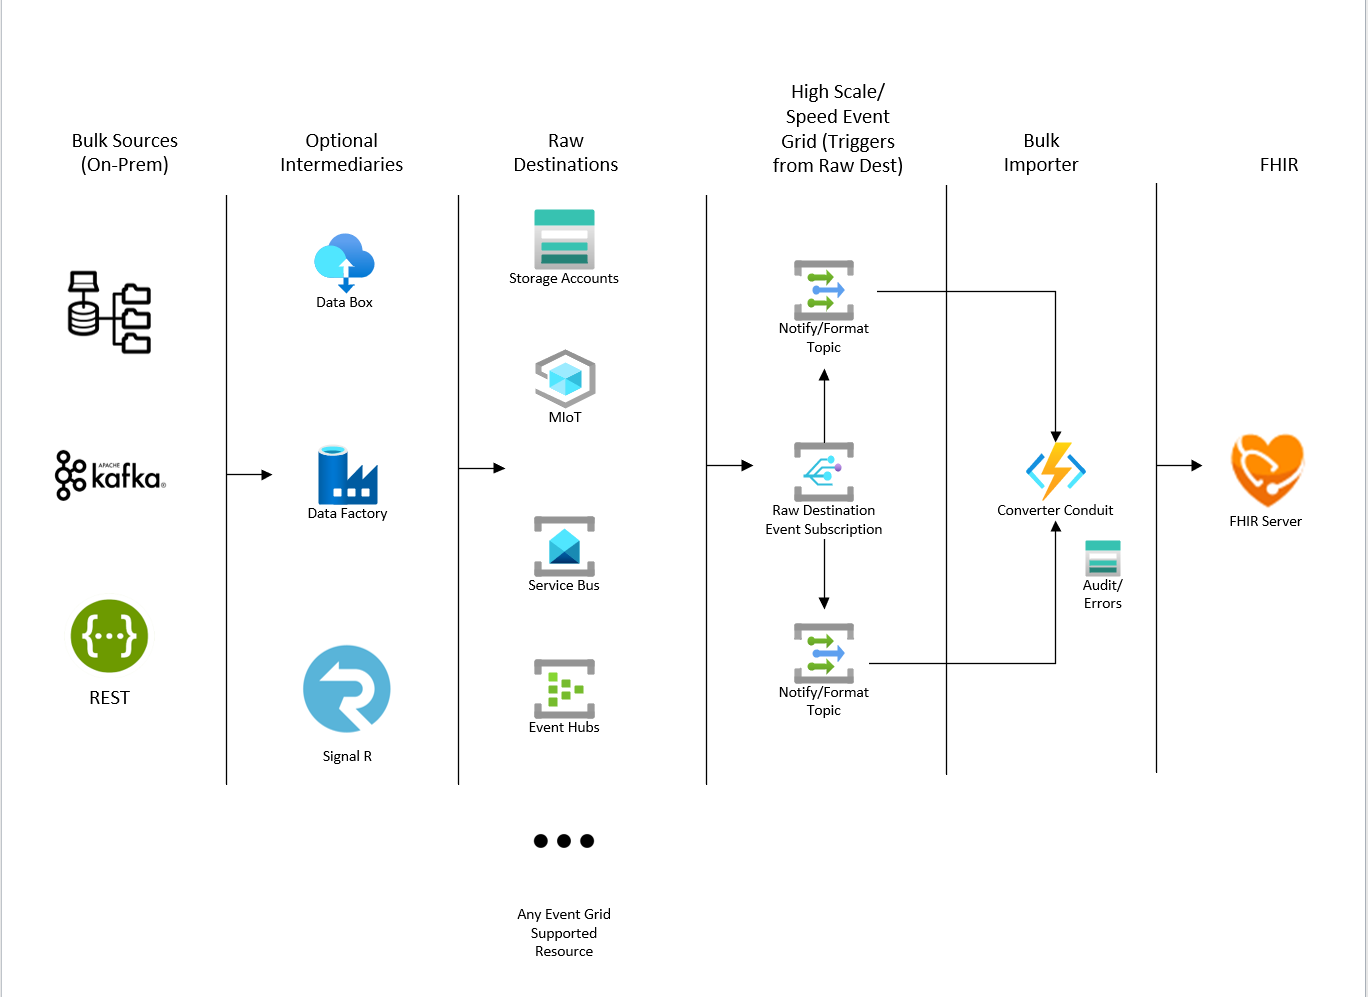 Bulk Sources
(On-Prem)
Optional
Intermediaries
Raw
Destinations
High Scale/
Speed Event
Grid (Triggers
from Raw Dest)
Bulk
Importer
FHIR
APACHE
kafka®
{···}
REST
Data Box
Data Factory
Signal R
Storage Accounts
MIoT
Service Bus
Event Hubs
Any Event Grid
Supported
Resource
Notify/Format
Topic
Raw Destination
Event Subscription
Notify/Format
Topic
Converter Conduit
Audit/
Errors
FHIR Server